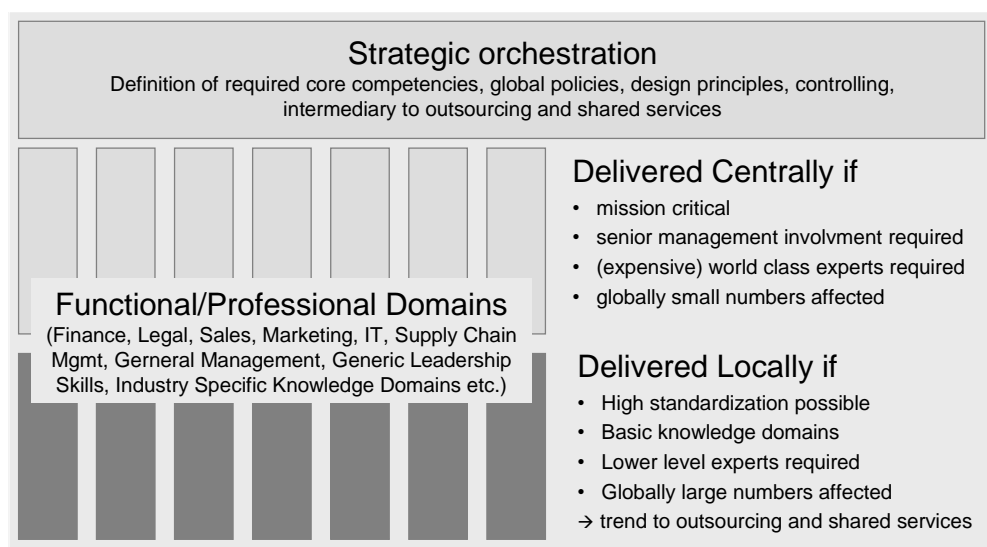 Strategic orchestration
Definition of required core competencies, global policies, design principles, controlling,
intermediary to outsourcing and shared services
Functional/Professional Domains
(Finance, Legal, Sales, Marketing, IT, Supply Chain
Mgmt, Gerneral Management, Generic Leadership
Skills, Industry Specific Knowledge Domains etc.)
Delivered Centrally if
• mission critical
• senior management involvment required
• (expensive) world class experts required
• globally small numbers affected
Delivered Locally if
• High standardization possible
• Basic knowledge domains
• Lower level experts required
• Globally large numbers affected
→ trend to outsourcing and shared services